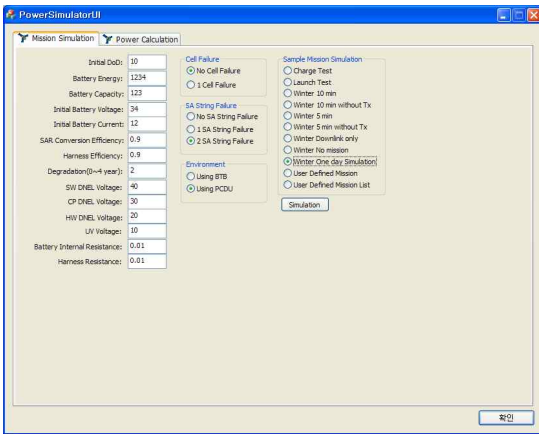 PowerSimulatorUI
Mission Simulation
Power Calculation
Initial DoD: 10
Battery Energy: 1234
Battery Capacity: 123
Initial Battery Voltage: 34
Initial Battery Current: 12
SAR Conversion Efficiency: 0.9
Harness Efficiency: 0.9
Degradation(0~4 year): 2
SW DNEL Voltage: 40
CP DNEL Voltage: 30
HW DNEL Voltage: 20
UV Voltage: 10
Battery Internal Resistance: 0.01
Harness Resistance: 0.01
Cell Failure
No Cell Failure
1 Cell Failure
SA String Failure
No SA String Failure
1 SA String Failure
2 SA String Failure
Environment
Using BTB
Using PCDU
Sample Mission Simulation
Charge Test
Launch Test
Winter 10 min
Winter 10 min without Tx
Winter 5 min
Winter 5 min without Tx
Winter Downlink only
Winter No mission
Winter One day Simulation
User Defined Mission
User Defined Mission List
Simulation
확인